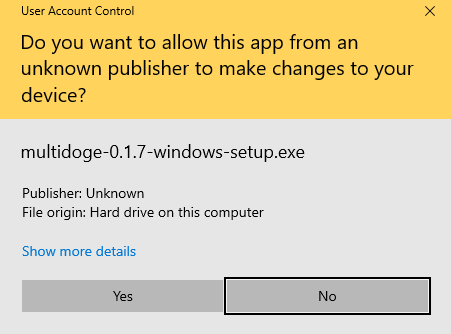 User Account Control
Do you want to allow this app from an
unknown publisher to make changes to your
device?
multidoge-0.1.7-windows-setup.exe
Publisher: Unknown
File origin: Hard drive on this computer
Show more details
Yes
No